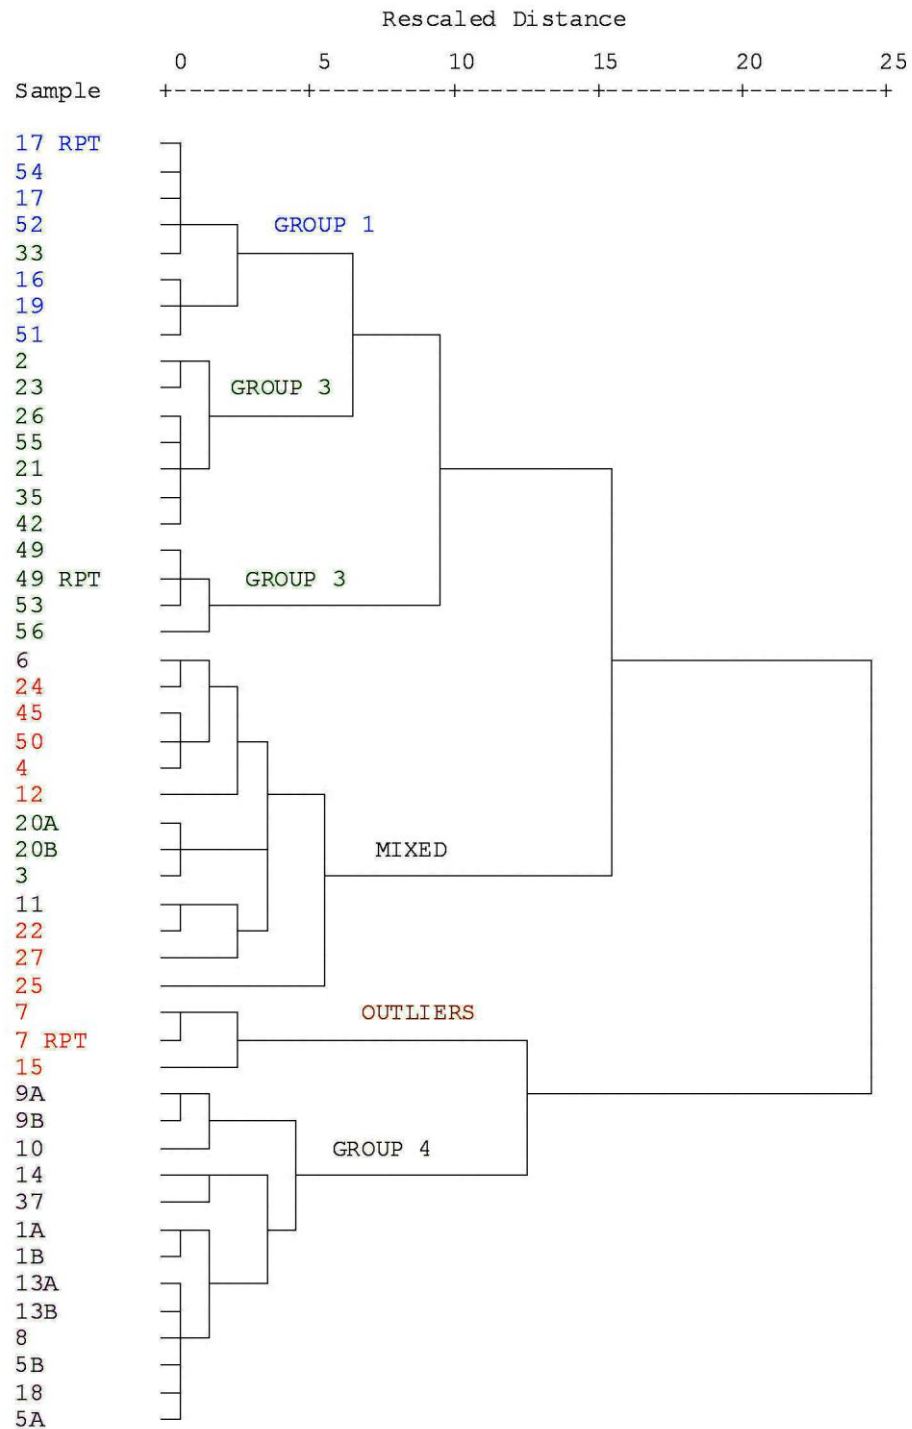 Rescaled Distance
0 5 10 15 20 25
Sample +---------+---------+---------+---------+---------+
17 RPT
54
17
52 GROUP 1
33
16
19
51
2
23 GROUP 3
26
55
21
35
42
49
49 RPT GROUP 3
53
56
6
24
45
50
4
12
20A
20B MIXED
3
11
22
27
25
7 OUTLIERS
7 RPT
15
9A
9B
10 GROUP 4
14
37
1A
1B
13A
13B
8
5B
18
5A